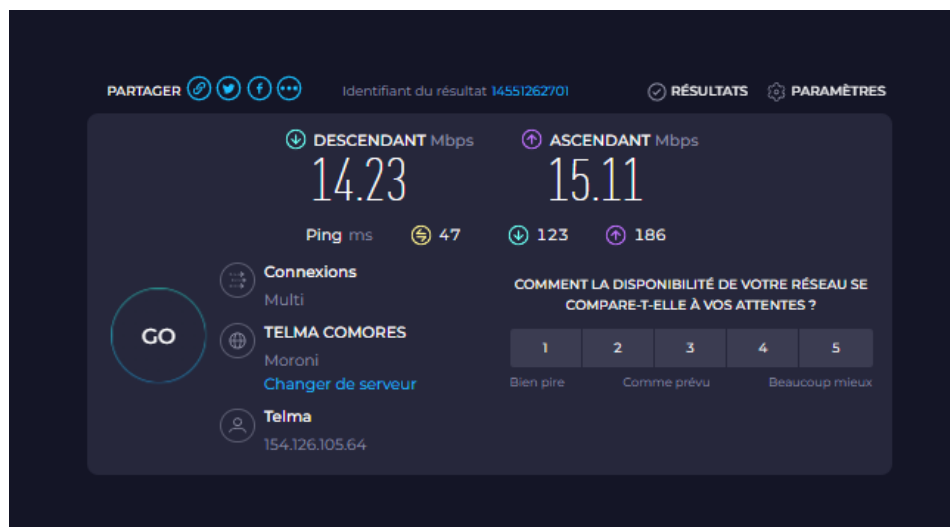 PARTAGER Identifiant du résultat 14551262701 RÉSULTATS PARAMÈTRES
DESCENDANT Mbps ASCENDANT Mbps
14.23 15.11
Ping ms 47 123 186
Connexions
Multi
TELMA COMORES
Moroni
Changer de serveur
Telma
154.126.105.64
GO
COMMENT LA DISPONIBILITÉ DE VOTRE RÉSEAU SE
COMPARE-T-ELLE À VOS ATTENTES ?
1 2 3 4 5
Bien pire Comme prévu Beaucoup mieux